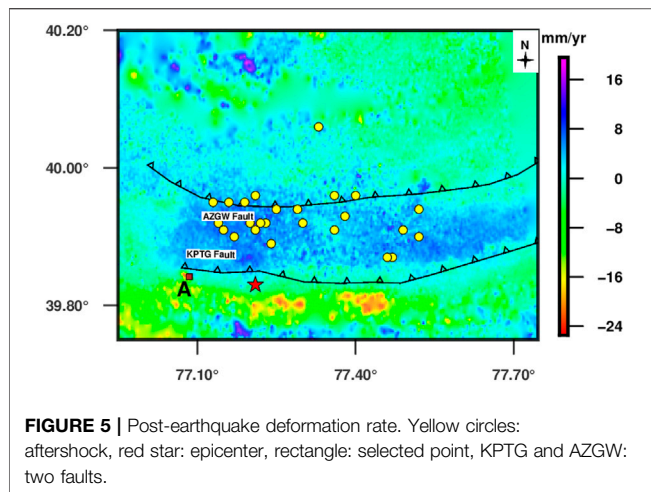 40.20°
40.00°
39.80°
77.10°
77.40°
77.70°
N
mm/yr
16
8
0
−8
−16
−24
AZGW Fault
KPTG Fault
A
FIGURE 5 | Post-earthquake deformation rate. Yellow circles:
aftershock, red star: epicenter, rectangle: selected point, KPTG and AZGW:
two faults.